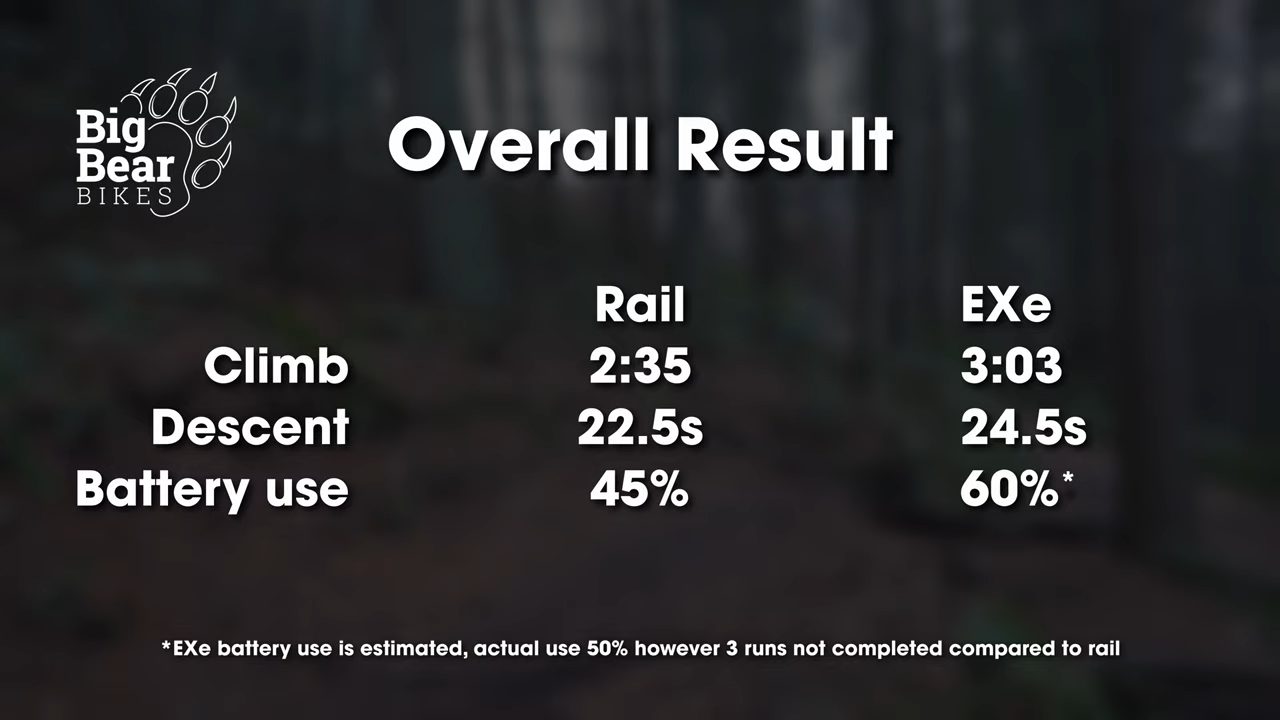 Big
Bear
BIKES
Overall Result
Rail EXe
Climb 2:35 3:03
Descent 22.5s 24.5s
Battery use 45% 60%*
*EXe battery use is estimated, actual use 50% however 3 runs not completed compared to rail